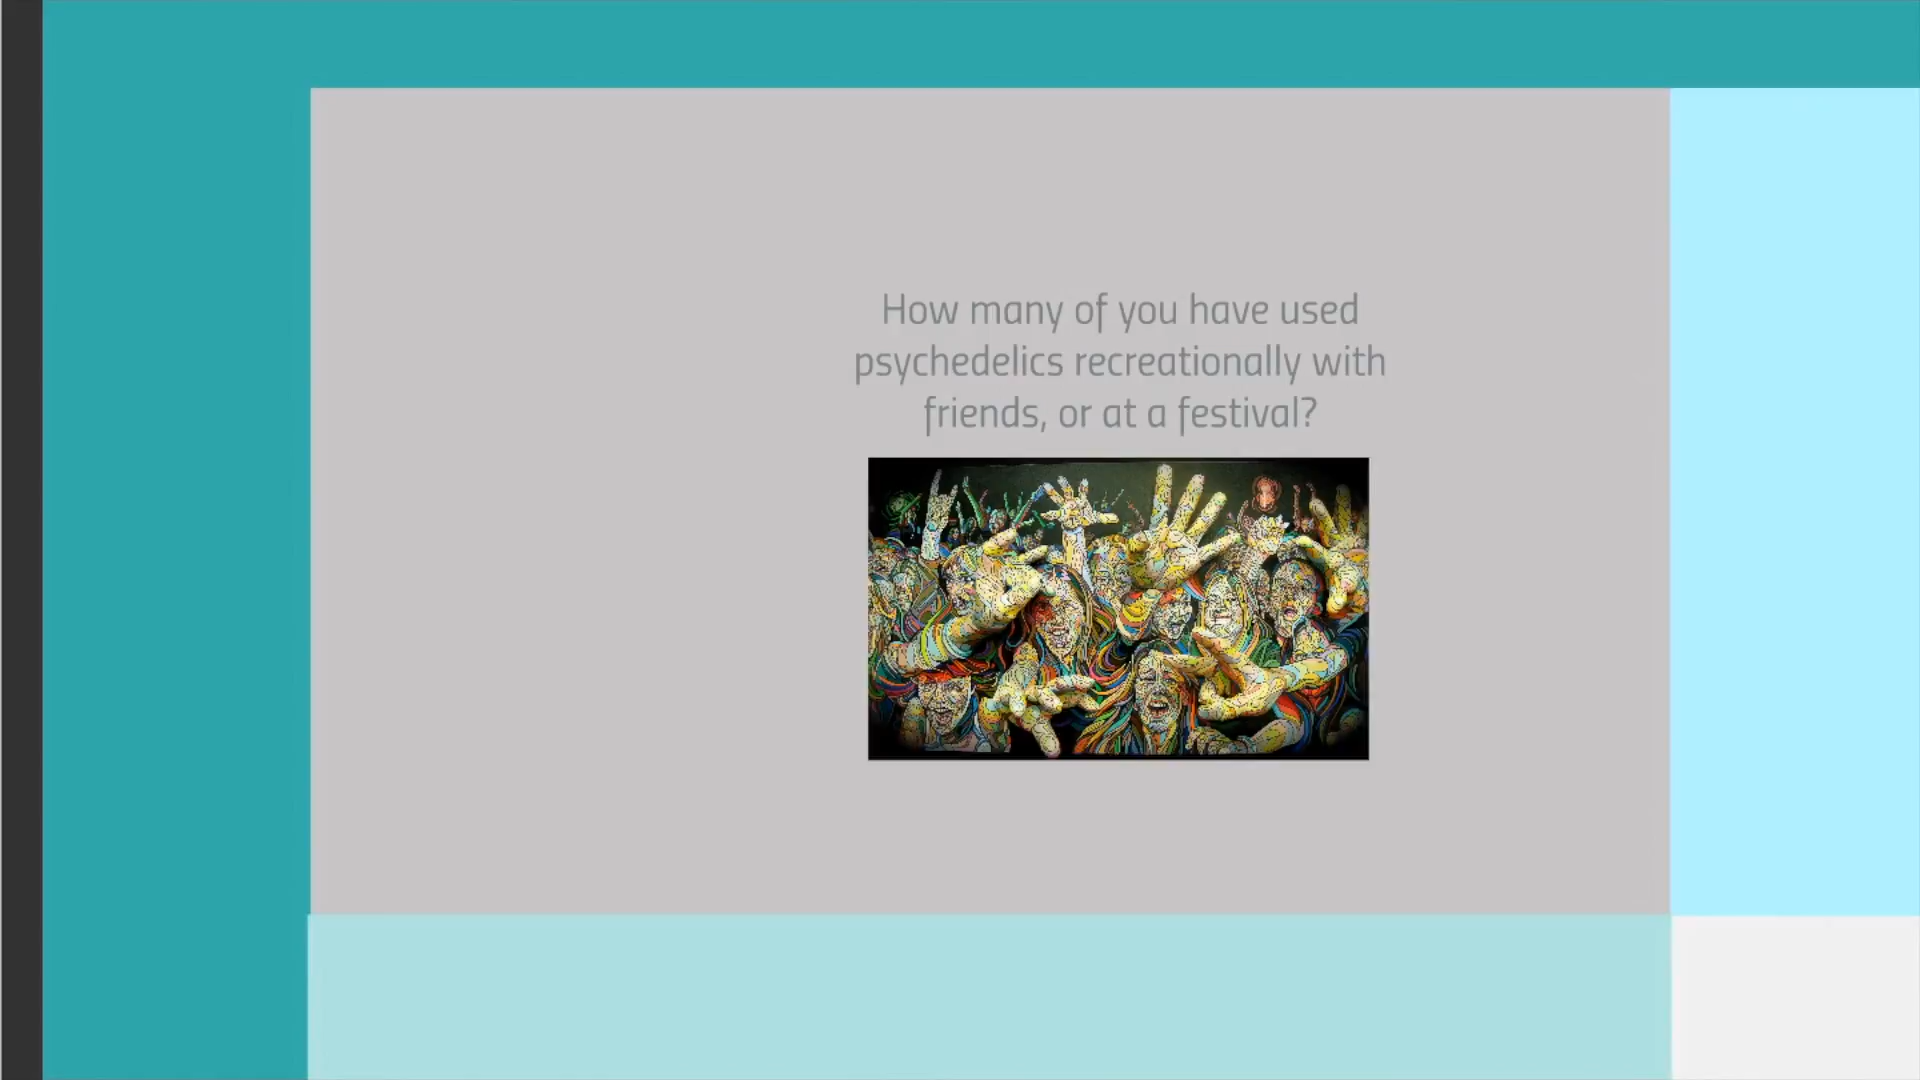 How many of you have used
psychedelics recreationally with
friends, or at a festival?